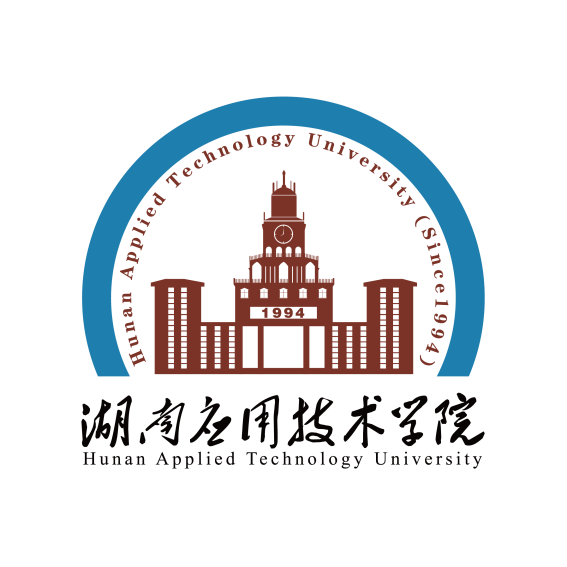 Hunan Applied Technology University (Since1994)
1994
湖南应用技术学院
Hunan Applied Technology University